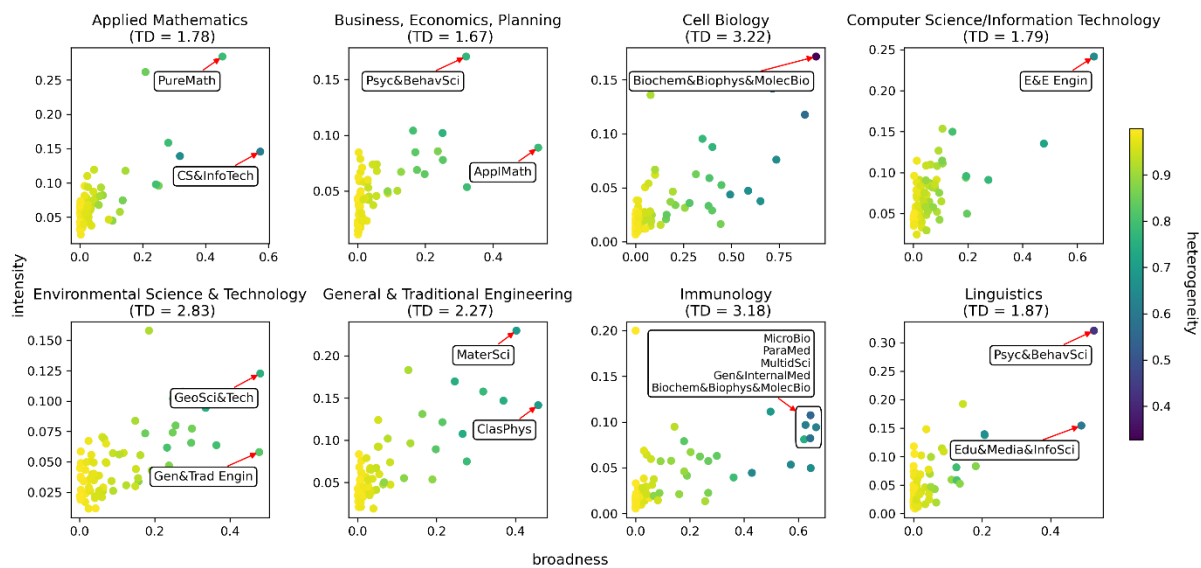 Applied Mathematics
(TD = 1.78)
0.25
0.20
0.15
0.10
0.05
0.0
0.2
0.4
0.6
PureMath
CS&InfoTech
Business, Economics, Planning
(TD = 1.67)
0.15
0.10
0.05
0.0
0.2
0.4
Psyc&BehavSci
ApplMath
Cell Biology
(TD = 3.22)
0.15
0.10
0.05
0.00
0.00
0.25
0.50
0.75
Biochem&Biophys&MolecBio
Computer Science/Information Technology
(TD = 1.79)
0.25
0.20
0.15
0.10
0.05
0.00
0.0
0.2
0.4
0.6
E&E Engin
Environmental Science & Technology
(TD = 2.83)
0.150
0.125
0.100
0.075
0.050
0.025
0.0
0.2
0.4
GeoSci&Tech
Gen&Trad Engin
General & Traditional Engineering
(TD = 2.27)
0.20
0.15
0.10
0.05
0.00
0.0
0.2
0.4
MaterSci
ClasPhys
Immunology
(TD = 3.18)
0.20
0.15
0.10
0.05
0.00
0.0
0.2
0.4
0.6
MicroBio
ParaMed
MultidSci
Gen&InternalMed
Biochem&Biophys&MolecBio
Linguistics
(TD = 1.87)
0.35
0.30
0.25
0.20
0.15
0.10
0.05
0.00
0.0
0.2
0.4
Psyc&BehavSci
Edu&Media&InfoSci
intensity
broadness
0.9
0.8
0.7
0.6
0.5
0.4
heterogeneity